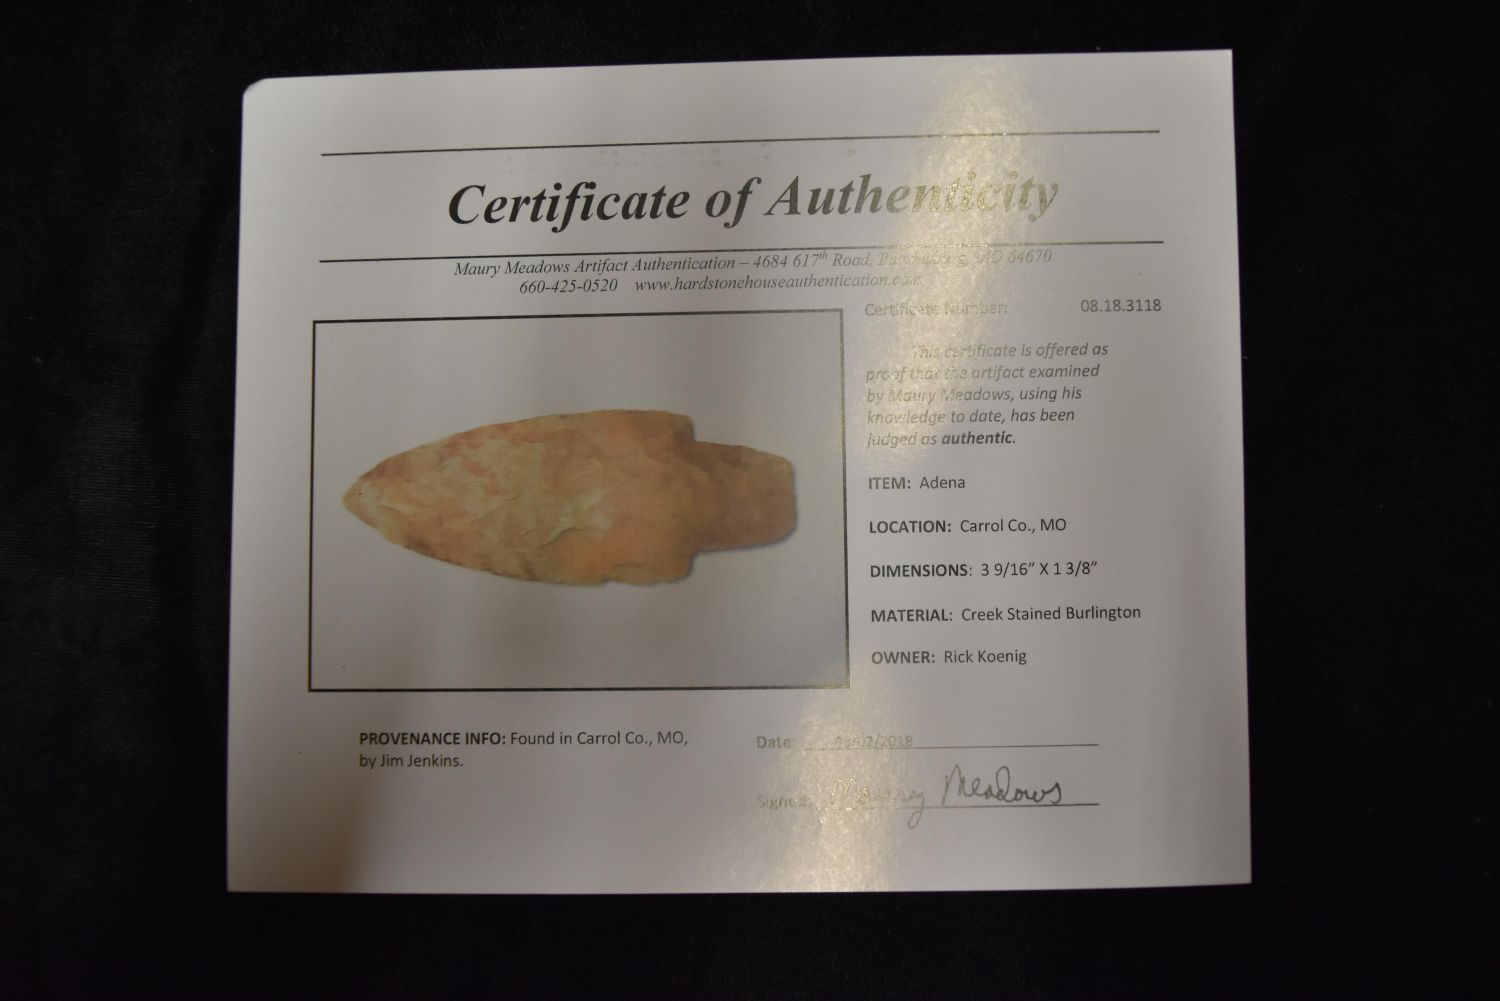 Certificate of Authenticity
Maury Meadows Artifact Authentication – 4684 617th Road, MO 64670
660-425-0520 www.hardstonehouseauthentication.com
Certificate Number: 08.18.3118
This certificate is offered as
proof that the artifact examined
by Maury Meadows, using his
knowledge to date, has been
judged as authentic.
ITEM: Adena
LOCATION: Carrol Co., MO
DIMENSIONS: 3 9/16” X 1 3/8”
MATERIAL: Creek Stained Burlington
OWNER: Rick Koenig
PROVENANCE INFO: Found in Carrol Co., MO,
by Jim Jenkins.
Date:
Signed: Maury Meadows